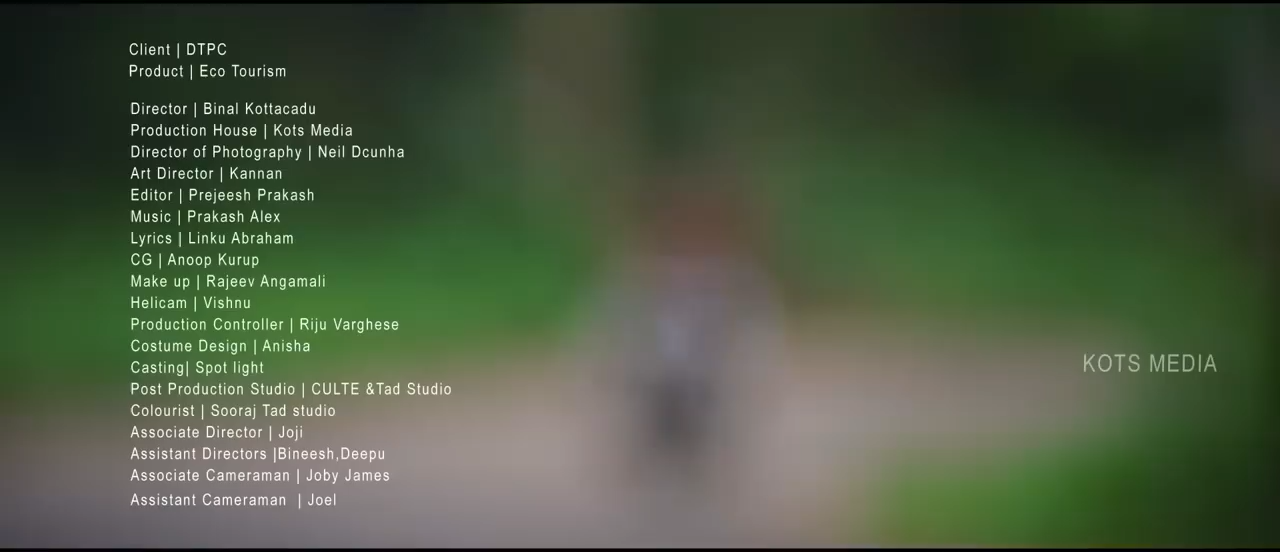 Client | DTPC
Product | Eco Tourism
Director | Binal Kottacadu
Production House | Kots Media
Director of Photography | Neil Dcunha
Art Director | Kannan
Editor | Prejeesh Prakash
Music | Prakash Alex
Lyrics | Linku Abraham
CG | Anoop Kurup
Make up | Rajeev Angamali
Helicam | Vishnu
Production Controller | Riju Varghese
Costume Design | Anisha
Casting| Spot light
Post Production Studio | CULTE &Tad Studio
Colourist | Sooraj Tad studio
Associate Director | Joji
Assistant Directors |Bineesh,Deepu
Associate Cameraman | Joby James
Assistant Cameraman  | Joel
KOTS MEDIA